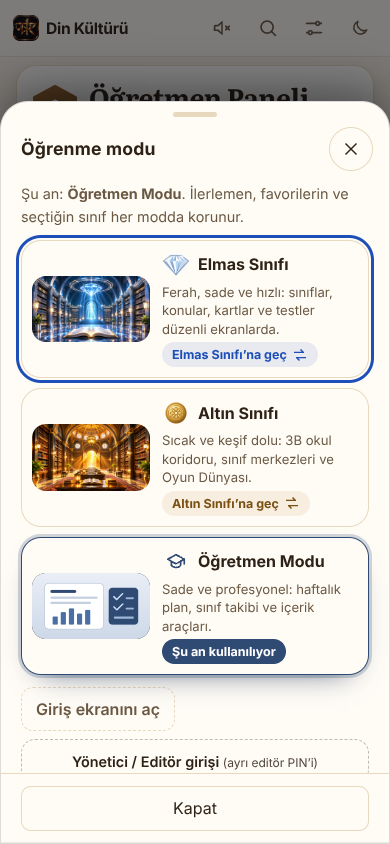 Din Kültürü
Öğretmen Paneli
Öğrenme modu
Şu an: Öğretmen Modu. İlerlemen, favorilerin ve
seçtiğin sınıf her modda korunur.
Elmas Sınıfı
Ferah, sade ve hızlı: sınıflar,
konular, kartlar ve testler
düzenli ekranlarda.
Elmas Sınıfı’na geç
Altın Sınıfı
Sıcak ve keşif dolu: 3B okul
koridoru, sınıf merkezleri ve
Oyun Dünyası.
Altın Sınıfı’na geç
Öğretmen Modu
Sade ve profesyonel: haftalık
plan, sınıf takibi ve içerik
araçları.
Şu an kullanılıyor
Giriş ekranını aç
Yönetici / Editör girişi (ayrı editör PIN’i)
Kapat